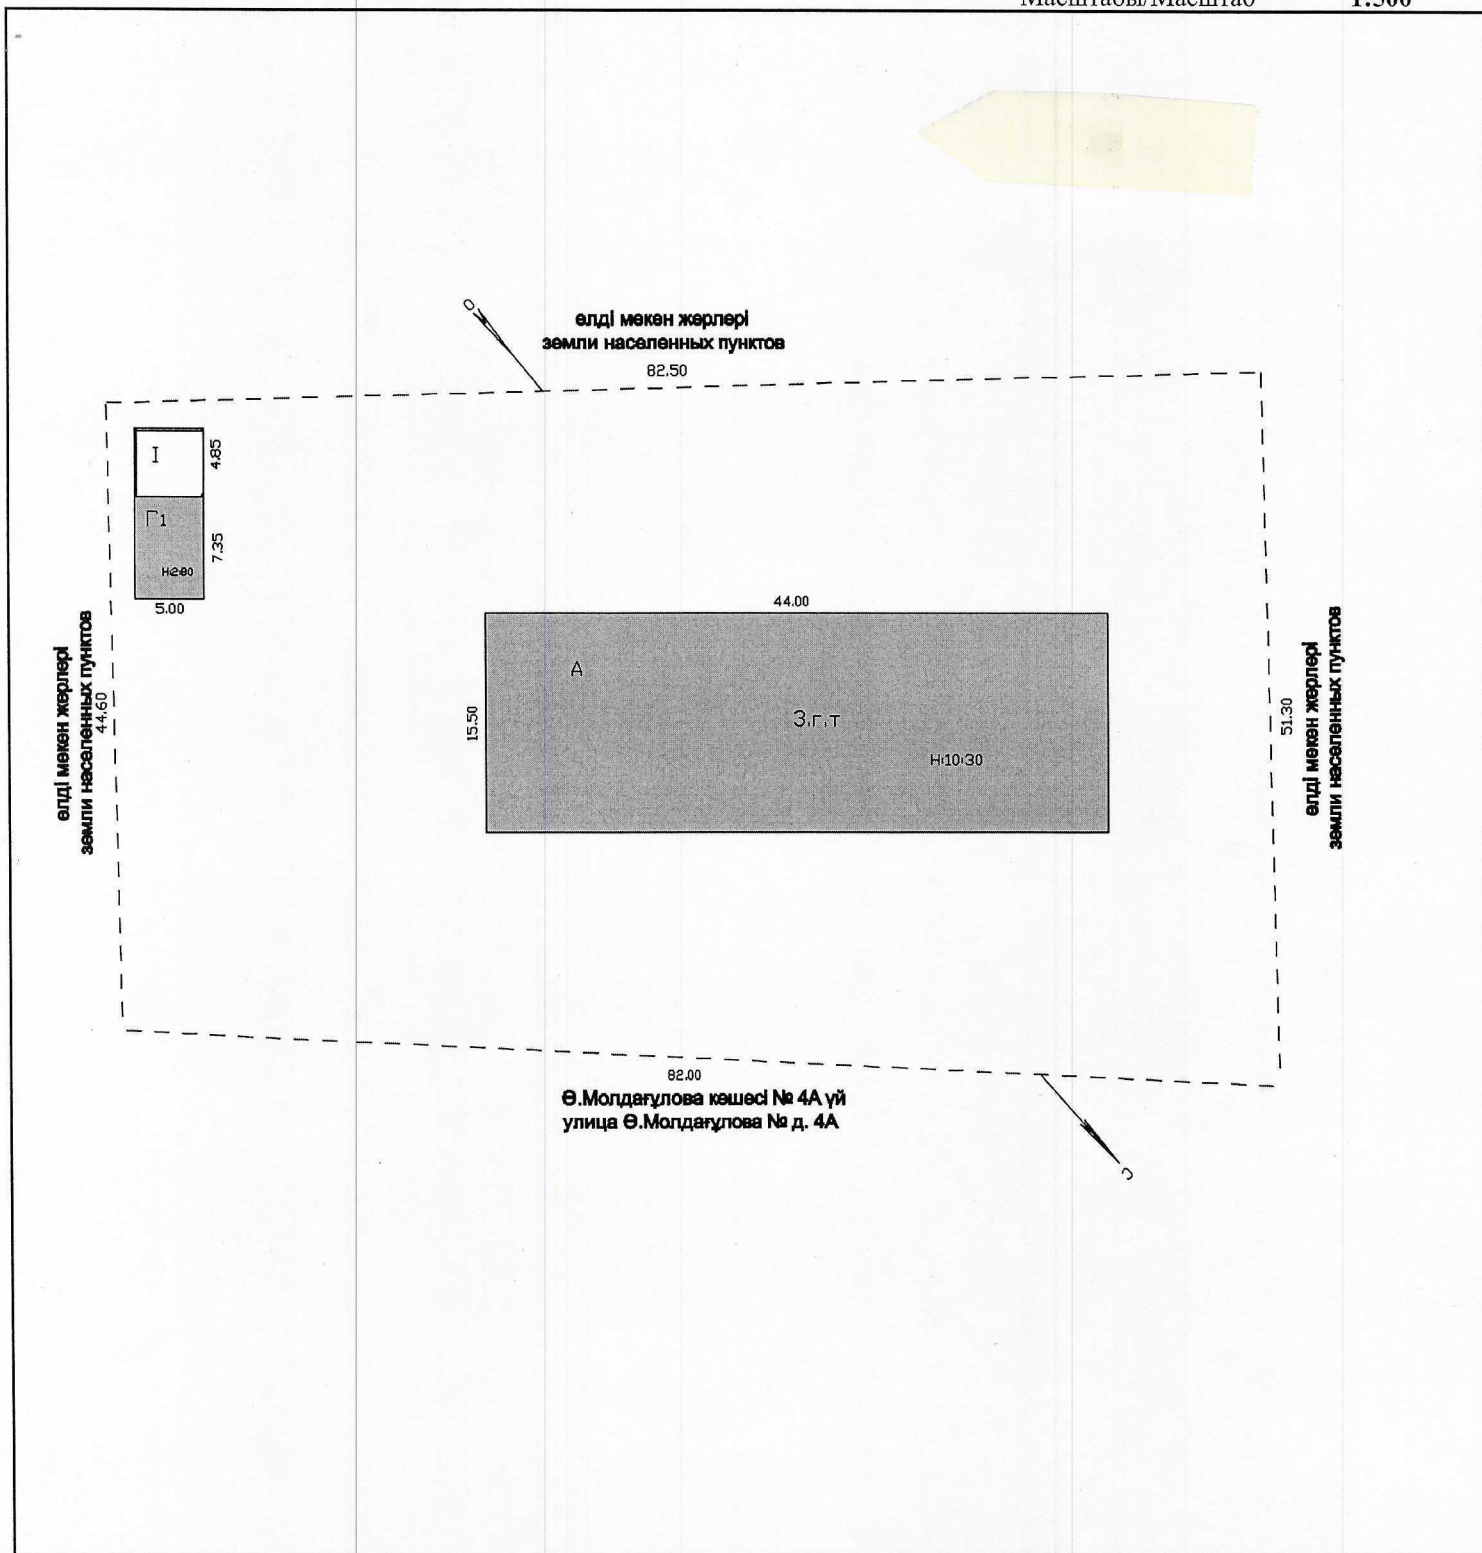 Масштабы/Масштаб 1:500
елді мекен жерлері
земли населенных пунктов
82.50
I
4.85
Г1
7.35
H:2.80
5.00
елді мекен жерлері
земли населенных пунктов
44.60
44.00
A
15.50
3.г.т
H:10.30
51.30
елді мекен жерлері
земли населенных пунктов
82.00
Ә.Молдағұлова көшесі № 4А үй
улица Ә.Молдағұлова № д. 4А